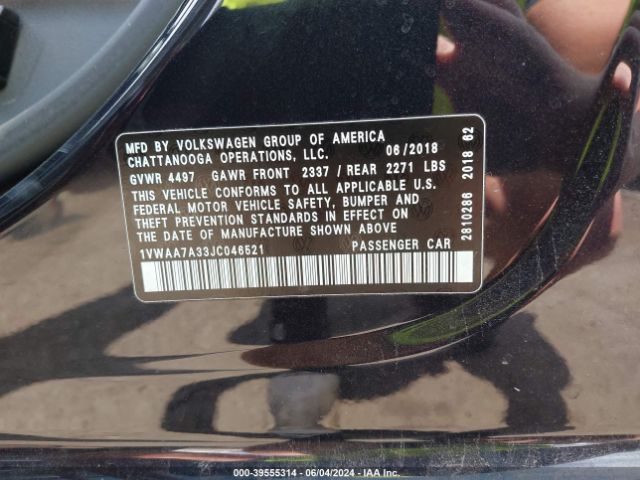 MFD BY VOLKSWAGEN GROUP OF AMERICA
CHATTANOOGA OPERATIONS, LLC. 06/2018
GVWR 4497 GAWR FRONT 2337 / REAR 2271 LBS
THIS VEHICLE CONFORMS TO ALL APPLICABLE U.S.
FEDERAL MOTOR VEHICLE SAFETY, BUMPER AND
THEFT PREVENTION STANDARDS IN EFFECT ON
THE DATE OF MANUFACTURE SHOWN ABOVE
1VWAA7A33JC046521 PASSENGER CAR
2810286 2018 62
000-39555314 - 06/04/2024 - IAA Inc.